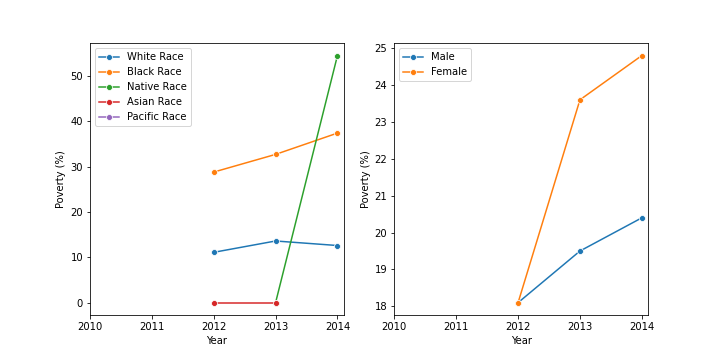 White Race
Black Race
Native Race
Asian Race
Pacific Race
Poverty (%)
50
40
30
20
10
0
2010 2011 2012 2013 2014
Year
Male
Female
Poverty (%)
25
24
23
22
21
20
19
18
2010 2011 2012 2013 2014
Year